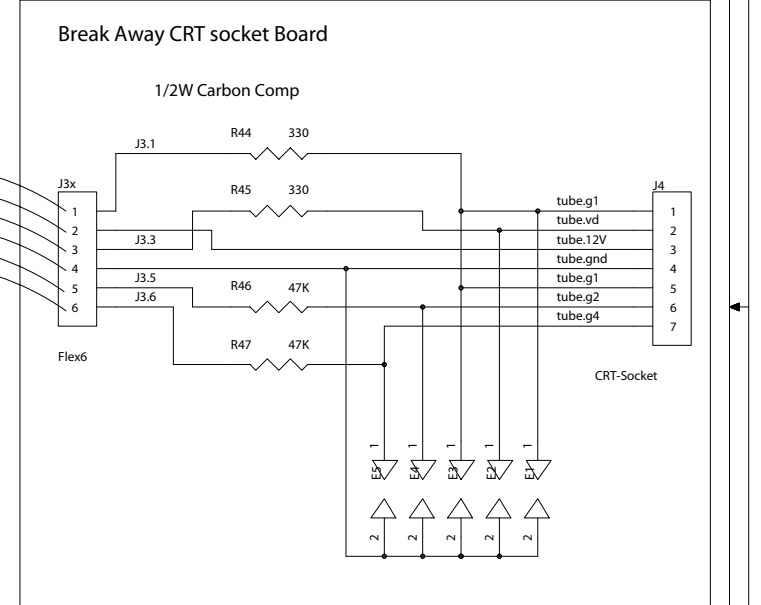 Break Away CRT socket Board
1/2W Carbon Comp
J3.1 R44 330
J3x R45 330 tube.g1 J4
1 tube.vd 1
2 J3.3 tube.12V 2
3 tube.gnd 3
4 tube.g1 4
5 J3.5 R46 47K tube.g2 5
6 J3.6 tube.g4 6
7
R47 47K
Flex6
CRT-Socket
1 1 1 1 1
E5 E4 E3 E2 E1
2 2 2 2 2